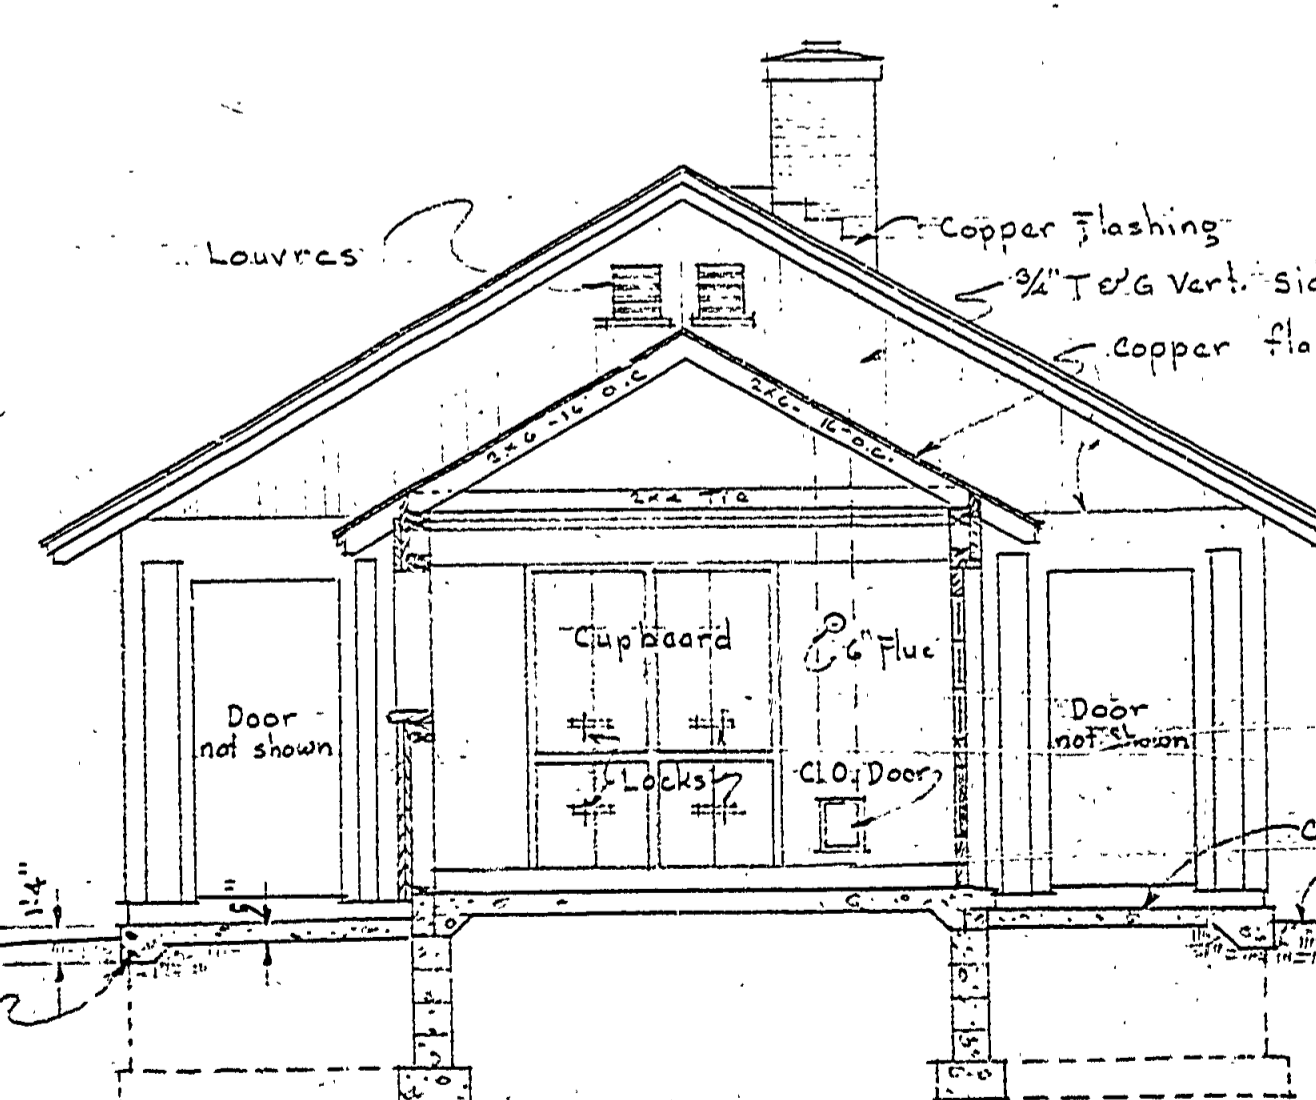 Louvres
Copper Flashing
3/4" T & G Vert. Sid
copper fla
2x6 - 16" O.C.
2x6 - 16" O.C.
2x4 Tie
Cupboard
6" Flue
Door
not shown
Door
not shown
Locks
C.O. Door
1'4"
C